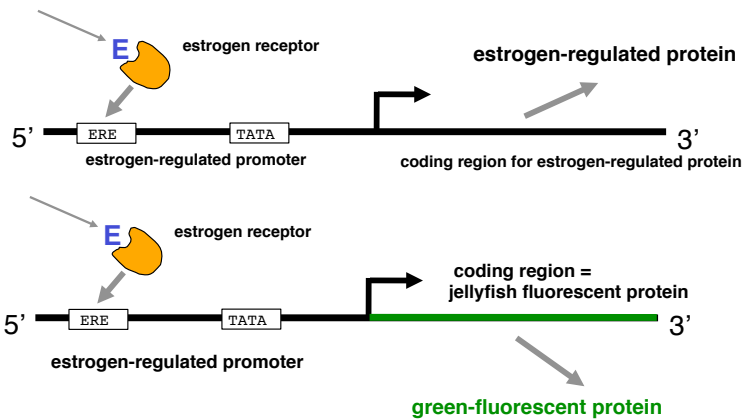 E
estrogen receptor
estrogen-regulated protein
5’ ERE TATA 3’
estrogen-regulated promoter
coding region for estrogen-regulated protein
E
estrogen receptor
coding region =
jellyfish fluorescent protein
5’ ERE TATA 3’
estrogen-regulated promoter
green-fluorescent protein